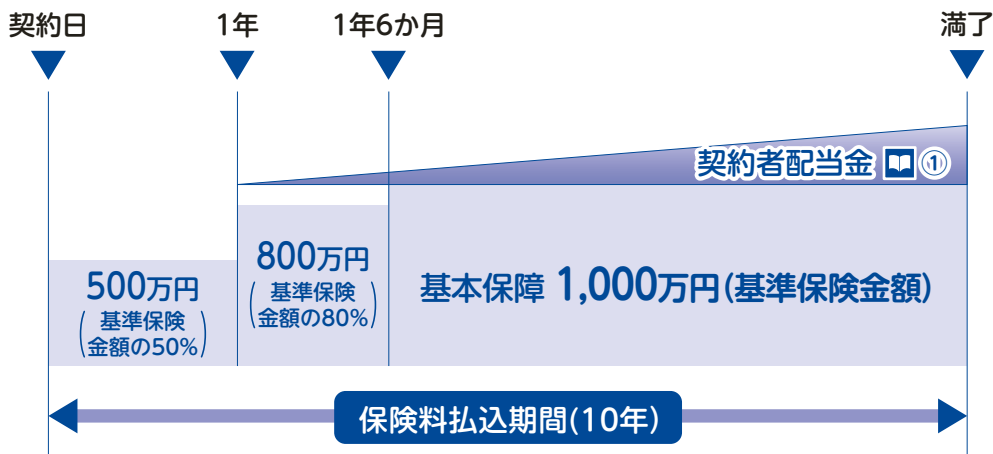 契約日
1年
1年6か月
満了
契約者配当金 ①
500万円
(基準保険
金額の50%)
800万円
(基準保険
金額の80%)
基本保障 1,000万円(基準保険金額)
保険料払込期間(10年)